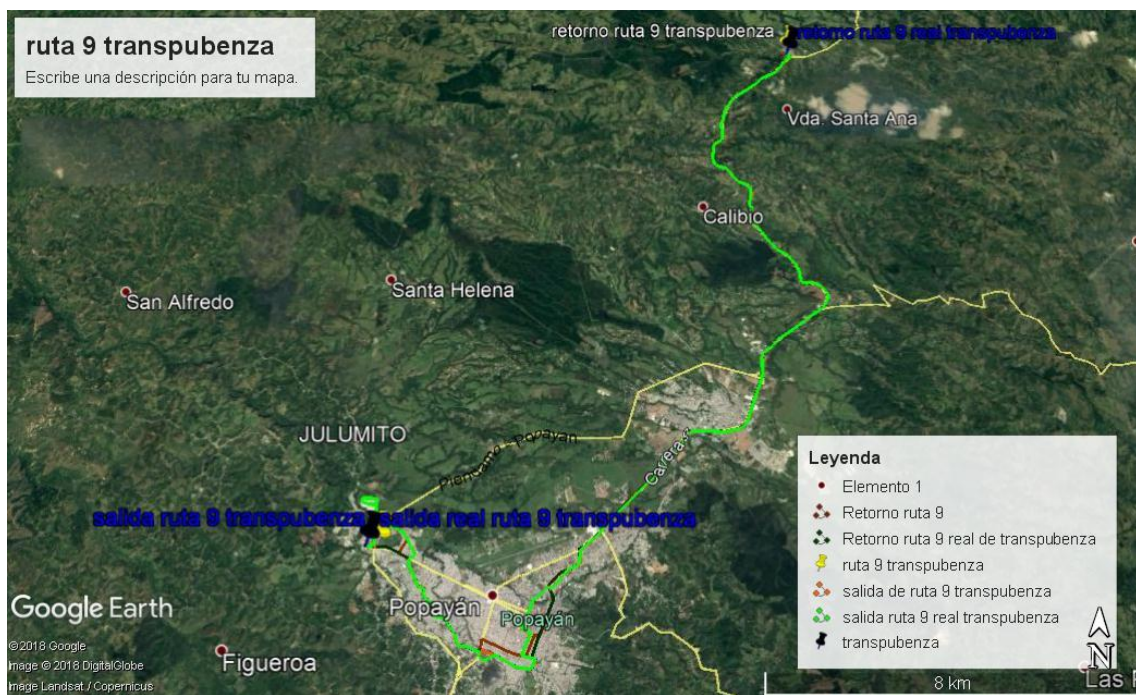 ruta 9 transpubenza
Escribe una descripción para tu mapa.
retorno ruta 9 transpubenza
retorno ruta 9 real transpubenza
Vda. Santa Ana
Calibio
San Alfredo
Santa Helena
JULUMITO
Piendamo - Popayan
Carrera
salida ruta 9 transpubenza
salida real ruta 9 transpubenza
Popayán
Popayán
Figueroa
Leyenda
Elemento 1
Retorno ruta 9
Retorno ruta 9 real de transpubenza
ruta 9 transpubenza
salida de ruta 9 transpubenza
salida ruta 9 real transpubenza
transpubenza
N
8 km
Las
Google Earth
©2018 Google
Image © 2018 DigitalGlobe
Image Landsat / Copernicus